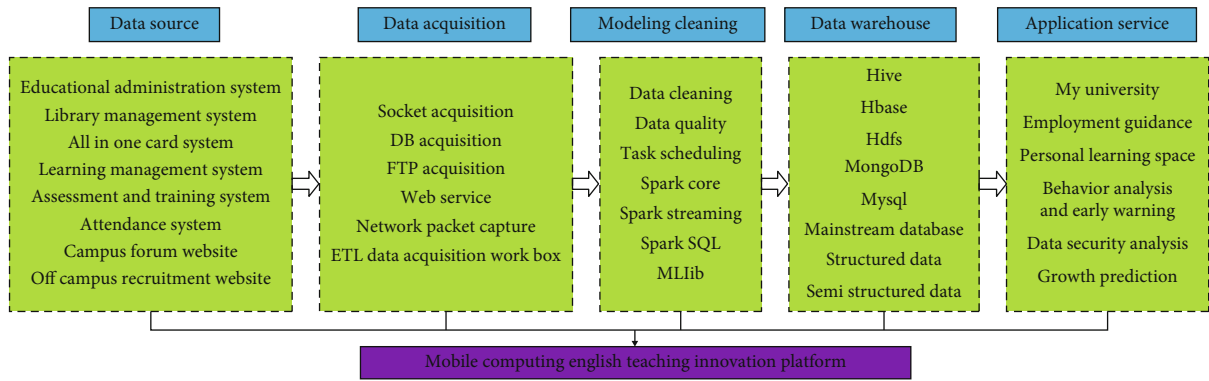 Data source
Educational administration system
Library management system
All in one card system
Learning management system
Assessment and training system
Attendance system
Campus forum website
Off campus recruitment website
Data acquisition
Socket acquisition
DB acquisition
FTP acquisition
Web service
Network packet capture
ETL data acquisition work box
Modeling cleaning
Data cleaning
Data quality
Task scheduling
Spark core
Spark streaming
Spark SQL
MLIib
Data warehouse
Hive
Hbase
Hdfs
MongoDB
Mysql
Mainstream database
Structured data
Semi structured data
Application service
My university
Employment guidance
Personal learning space
Behavior analysis
and early warning
Data security analysis
Growth prediction
Mobile computing english teaching innovation platform